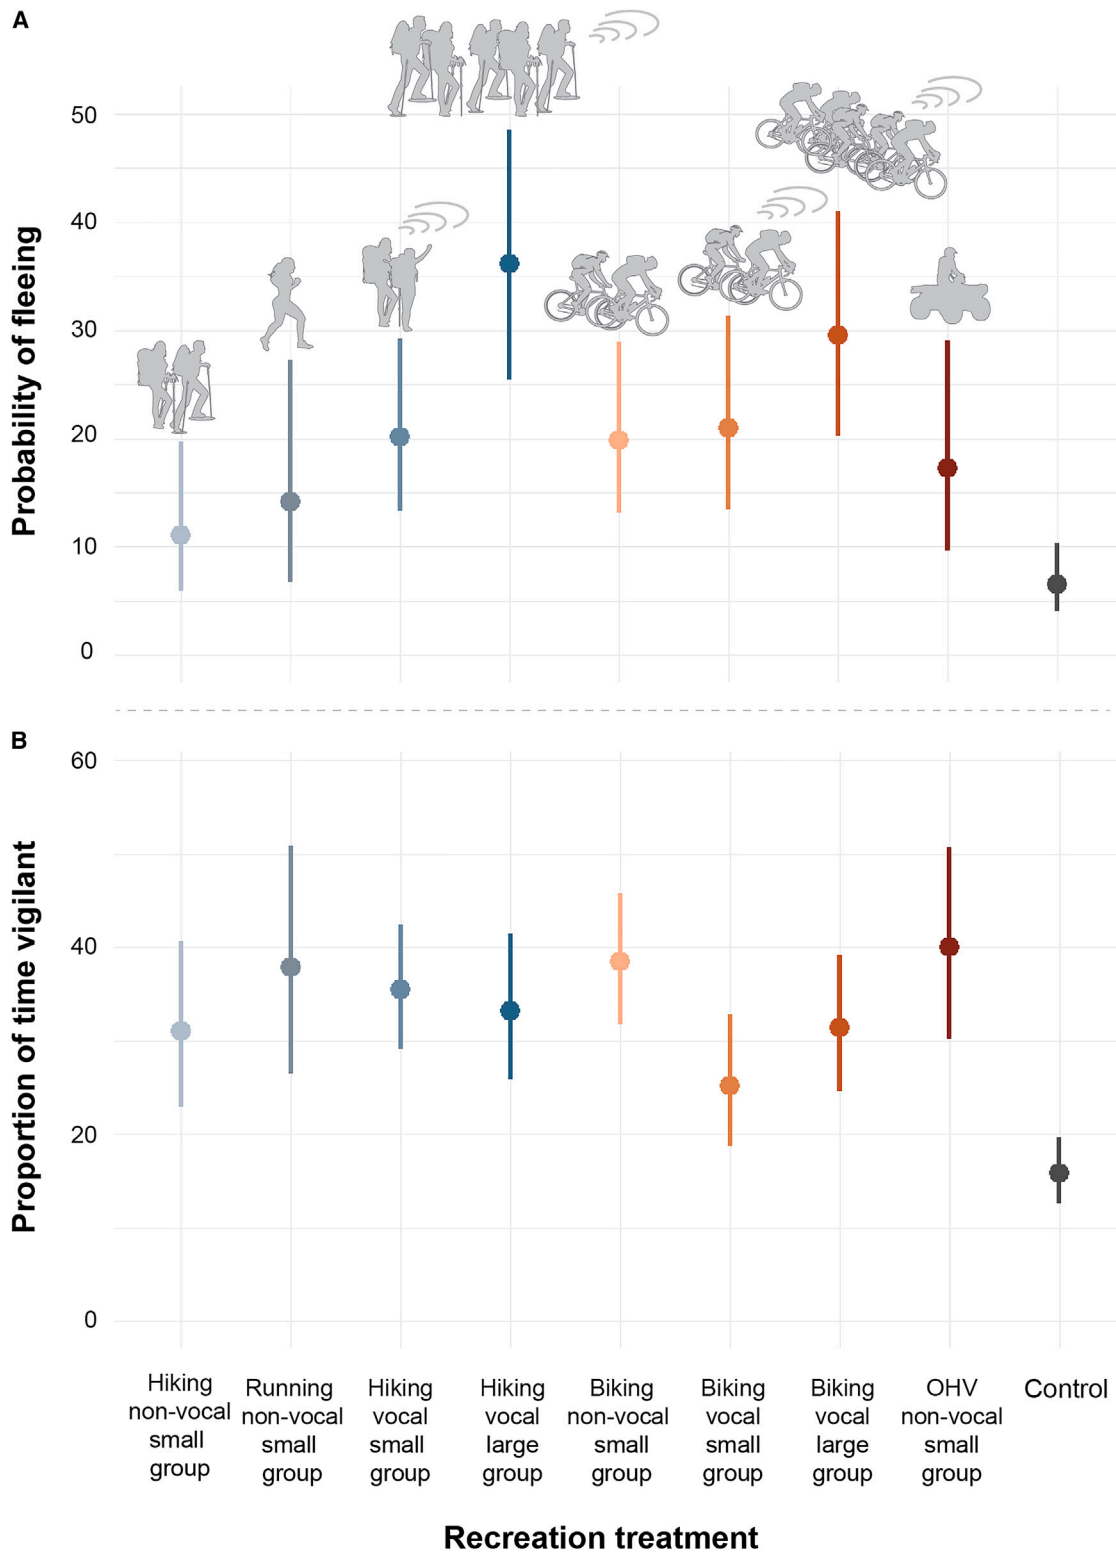 A
50
40
30
20
10
0
Probability of fleeing
B
60
40
20
0
Proportion of time vigilant
Hiking
non-vocal
small
group
Running
non-vocal
small
group
Hiking
vocal
small
group
Hiking
vocal
large
group
Biking
non-vocal
small
group
Biking
vocal
small
group
Biking
vocal
large
group
OHV
non-vocal
small
group
Control
Recreation treatment